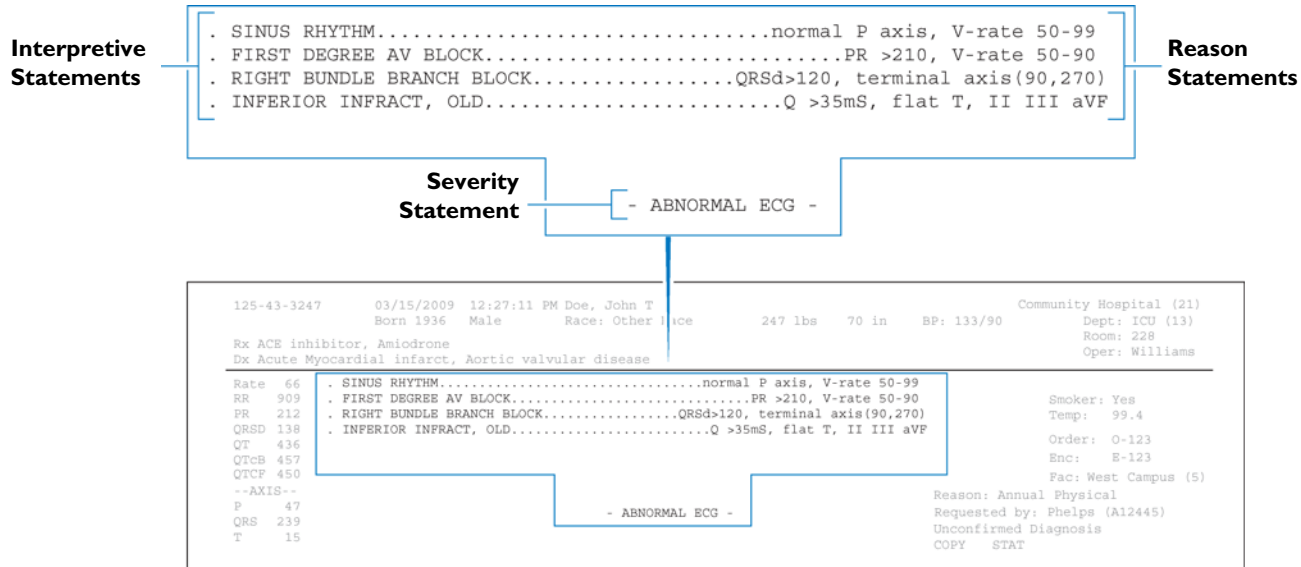 . SINUS RHYTHM..................................normal P axis, V-rate 50-99
. FIRST DEGREE AV BLOCK...............................PR >210, V-rate 50-90
. RIGHT BUNDLE BRANCH BLOCK.................QRSd>120, terminal axis(90,270)
. INFERIOR INFRACT, OLD.........................Q >35mS, flat T, II III aVF
Interpretive
Statements
Reason
Statements
Severity
Statement
- ABNORMAL ECG -
125-43-3247 03/15/2009 12:27:11 PM Doe, John T Community Hospital (21)
Born 1936 Male Race: Other 247 lbs 70 in BP: 133/90 Dept: ICU (13)
Room: 228
Rx ACE inhibitor, Amiodrone
Oper: Williams
Dx Acute Myocardial infarct, Aortic valvular disease
Rate 66
RR 909
PR 212
QRSD 138
QT 436
QTcB 457
QTCF 450
--AXIS--
P 47
QRS 239
T 15
. SINUS RHYTHM..................................normal P axis, V-rate 50-99
. FIRST DEGREE AV BLOCK...............................PR >210, V-rate 50-90
. RIGHT BUNDLE BRANCH BLOCK.................QRSd>120, terminal axis(90,270)
. INFERIOR INFRACT, OLD.........................Q >35mS, flat T, II III aVF
- ABNORMAL ECG -
Smoker: Yes
Temp: 99.4
Order: O-123
Enc: E-123
Fac: West Campus (5)
Reason: Annual Physical
Requested by: Phelps (A12445)
Unconfirmed Diagnosis
COPY STAT